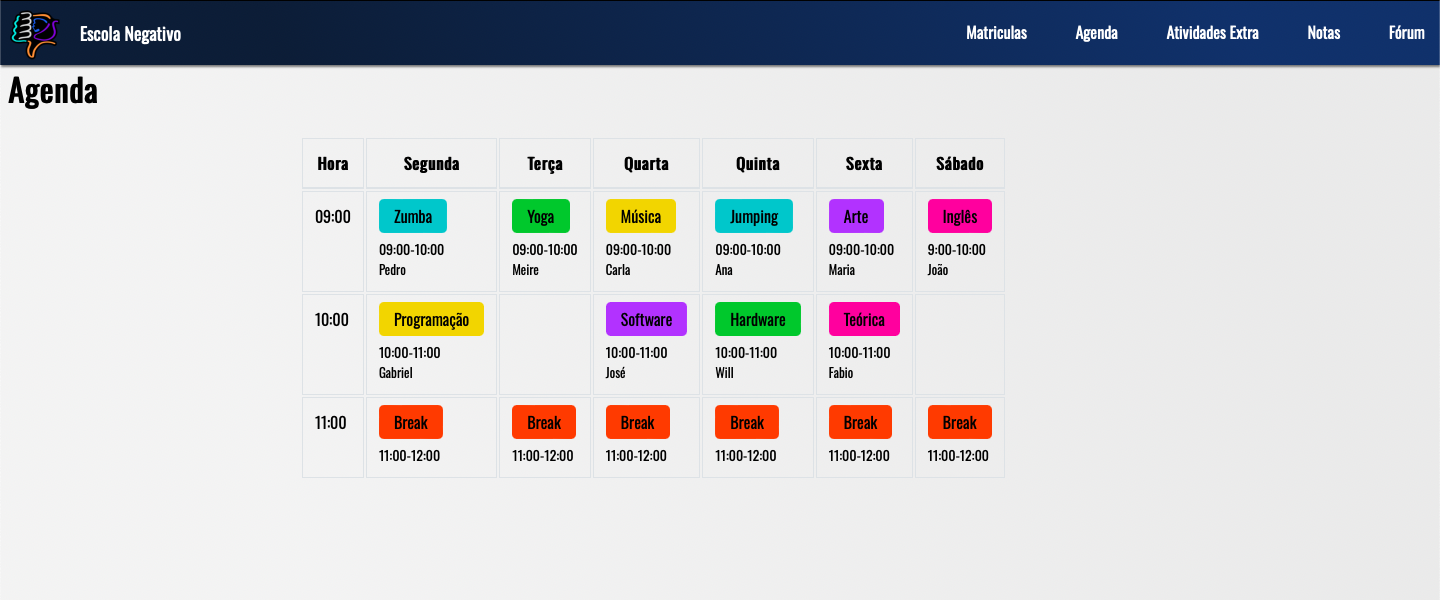 Escola Negativo
Matriculas Agenda Atividades Extra Notas Fórum
Agenda
Hora Segunda Terça Quarta Quinta Sexta Sábado
09:00 Zumba Yoga Música Jumping Arte Inglês
09:00-10:00 09:00-10:00 09:00-10:00 09:00-10:00 09:00-10:00 9:00-10:00
Pedro Meire Carla Ana Maria João
10:00 Programação Software Hardware Teórica
10:00-11:00 10:00-11:00 10:00-11:00 10:00-11:00
Gabriel José Will Fabio
11:00 Break Break Break Break Break Break
11:00-12:00 11:00-12:00 11:00-12:00 11:00-12:00 11:00-12:00 11:00-12:00